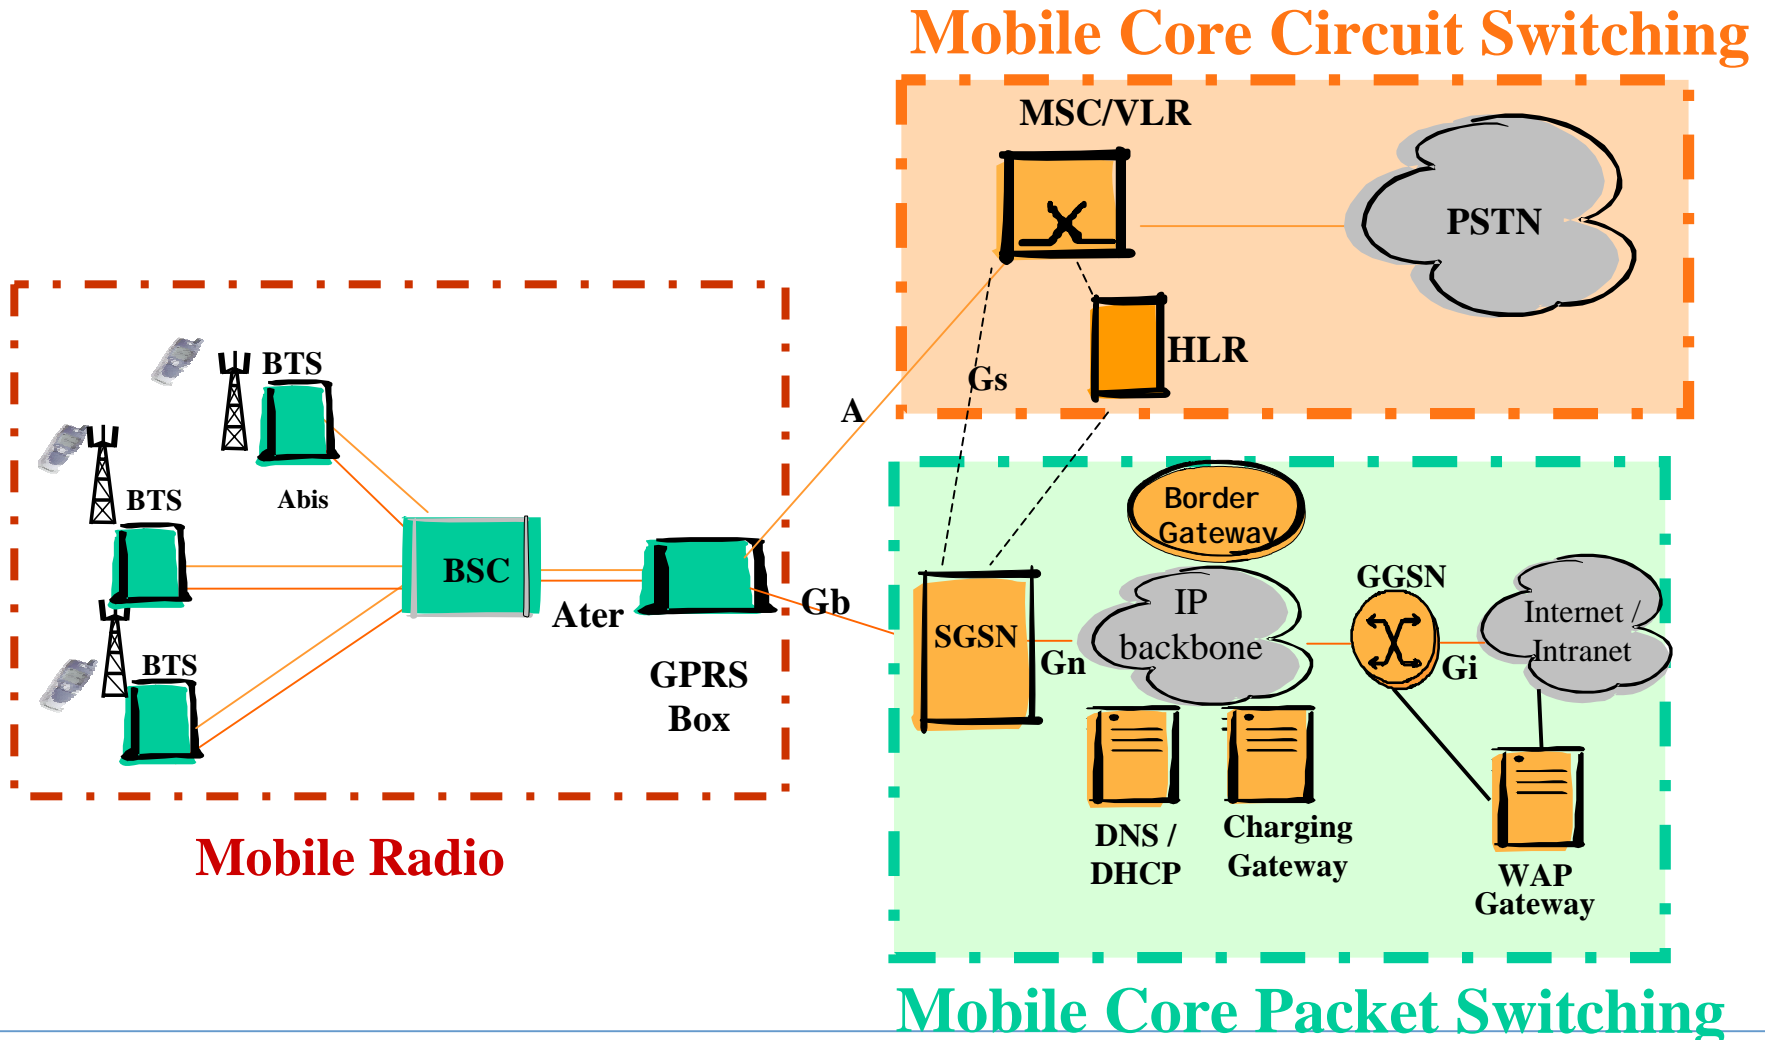 Mobile Core Circuit Switching
MSC/VLR
PSTN
HLR
Gs
A
BTS
BTS
Abis
BTS
BSC
Ater
GPRS
Box
Gb
Mobile Radio
Border
Gateway
SGSN
Gn
IP
backbone
GGSN
Gi
Internet /
Intranet
DNS /
DHCP
Charging
Gateway
WAP
Gateway
Mobile Core Packet Switching